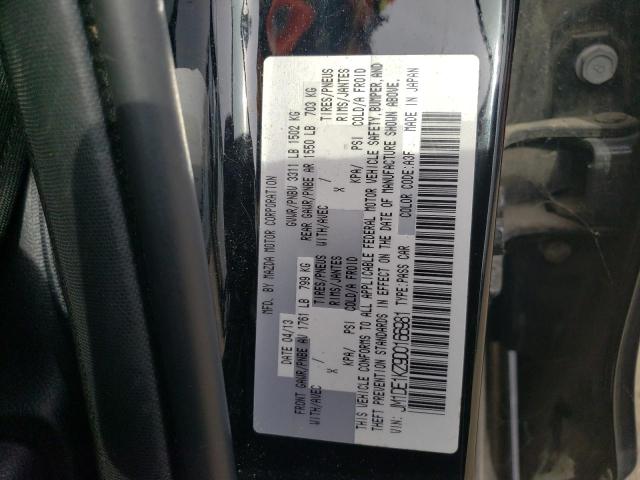 MFD. BY MAZDA MOTOR CORPORATION
DATE 04/13 GWWR/PNBV 3311 LB 1502 KG
FRONT GAWR/PNBE AV 1761 LB 799 KG REAR GAWR/PNBE AR 1550 LB 703 KG
WITH/AVEC TIRES/PNEUS WITH/AVEC TIRES/PNEUS
X / RIMS/JANTES X / RIMS/JANTES
KPA/ PSI COLD/A FROID KPA/ PSI COLD/A FROID
THIS VEHICLE CONFORMS TO ALL APPLICABLE FEDERAL MOTOR VEHICLE SAFETY, BUMPER, AND
THEFT PREVENTION STANDARDS IN EFFECT ON THE DATE OF MANUFACTURE SHOWN ABOVE.
VIN: JM1DE1KZ9D0166981 TYPE:PASS CAR COLOR CODE:A3F MADE IN JAPAN